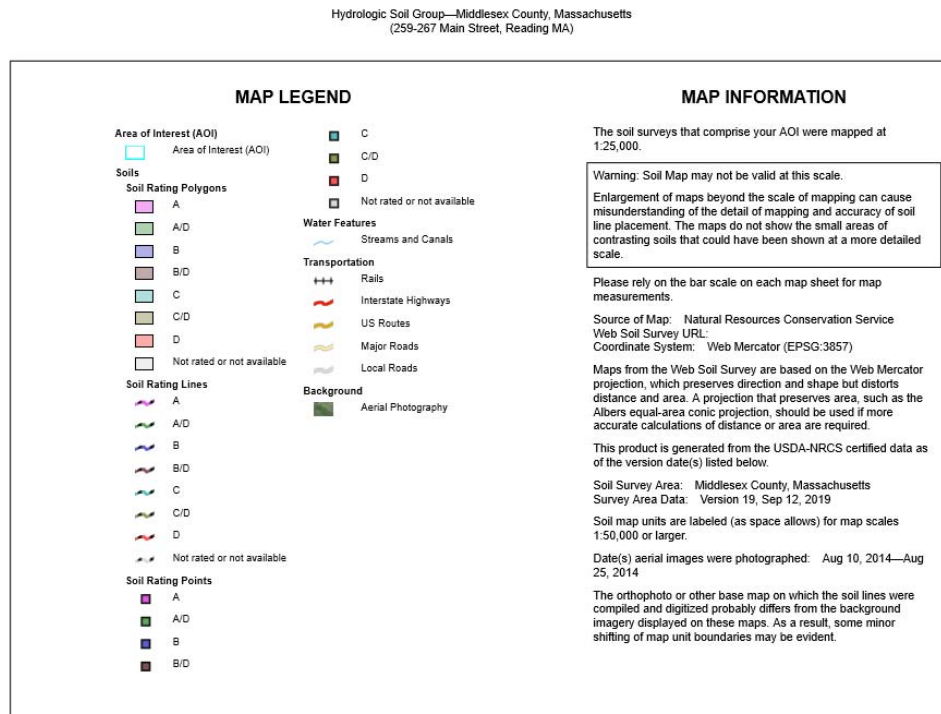 Hydrologic Soil Group—Middlesex County, Massachusetts
(259-267 Main Street, Reading MA)
MAP LEGEND
Area of Interest (AOI)
Area of Interest (AOI)
Soils
Soil Rating Polygons
A
A/D
B
B/D
C
C/D
D
Not rated or not available
Soil Rating Lines
A
A/D
B
B/D
C
C/D
D
Not rated or not available
Soil Rating Points
A
A/D
B
B/D
C
C/D
D
Not rated or not available
Water Features
Streams and Canals
Transportation
Rails
Interstate Highways
US Routes
Major Roads
Local Roads
Background
Aerial Photography
MAP INFORMATION
The soil surveys that comprise your AOI were mapped at
1:25,000.
Warning: Soil Map may not be valid at this scale.
Enlargement of maps beyond the scale of mapping can cause
misunderstanding of the detail of mapping and accuracy of soil
line placement. The maps do not show the small areas of
contrasting soils that could have been shown at a more detailed
scale.
Please rely on the bar scale on each map sheet for map
measurements.
Source of Map: Natural Resources Conservation Service
Web Soil Survey URL:
Coordinate System: Web Mercator (EPSG:3857)
Maps from the Web Soil Survey are based on the Web Mercator
projection, which preserves direction and shape but distorts
distance and area. A projection that preserves area, such as the
Albers equal-area conic projection, should be used if more
accurate calculations of distance or area are required.
This product is generated from the USDA-NRCS certified data as
of the version date(s) listed below.
Soil Survey Area: Middlesex County, Massachusetts
Survey Area Data: Version 19, Sep 12, 2019
Soil map units are labeled (as space allows) for map scales
1:50,000 or larger.
Date(s) aerial images were photographed: Aug 10, 2014—Aug
25, 2014
The orthophoto or other base map on which the soil lines were
compiled and digitized probably differs from the background
imagery displayed on these maps. As a result, some minor
shifting of map unit boundaries may be evident.